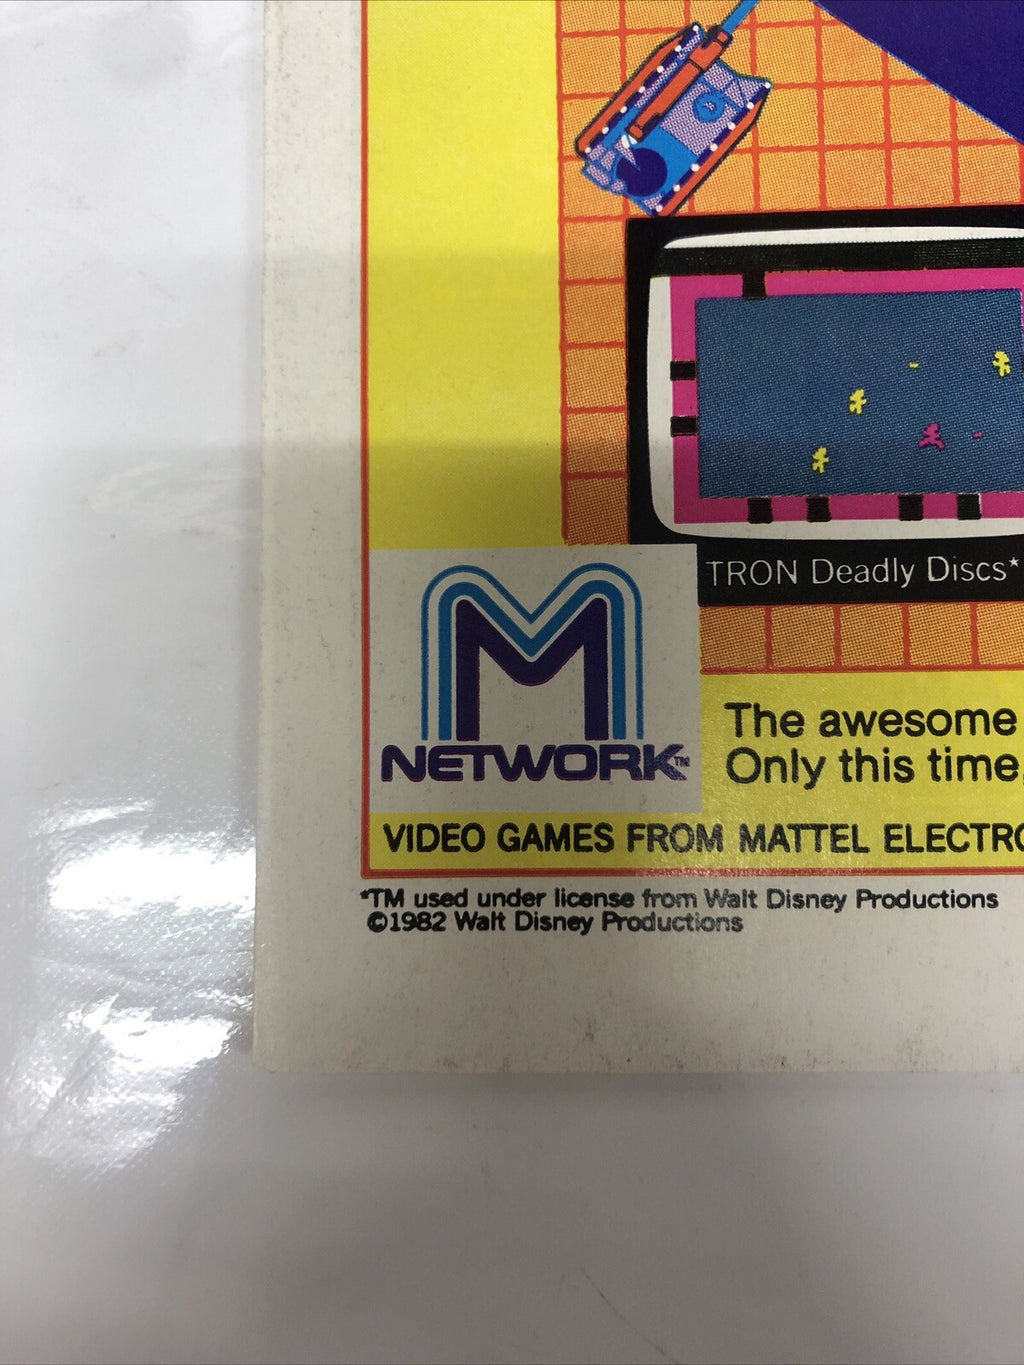 TRON Deadly Discs*
M
NETWORK™
The awesome
Only this time,
VIDEO GAMES FROM MATTEL ELECTRO
*TM used under license from Walt Disney Productions
©1982 Walt Disney Productions